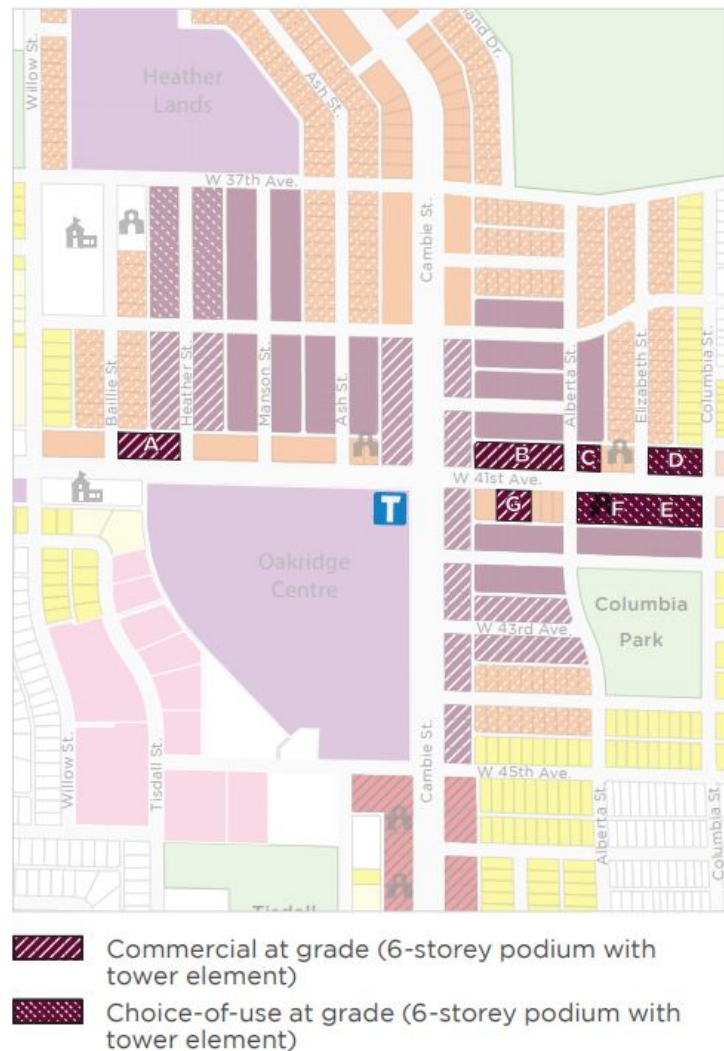 Willow St.
Heather
Lands
Ash St.
land Dr.
W 37th Ave.
Cambie St.
Baillie St
Heather St.
Manson St.
Ash St.
Alberta St.
Elizabeth St.
Columbia St.
A
B
C
D
W 41st Ave.
G
F
E
T
Oakridge
Centre
Columbia
Park
W 43rd Ave.
Willow St.
Tisdall St.
Cambie St.
W 45th Ave.
Alberta St.
Columbia St.
Tisdall
Commercial at grade (6-storey podium with
tower element)
Choice-of-use at grade (6-storey podium with
tower element)